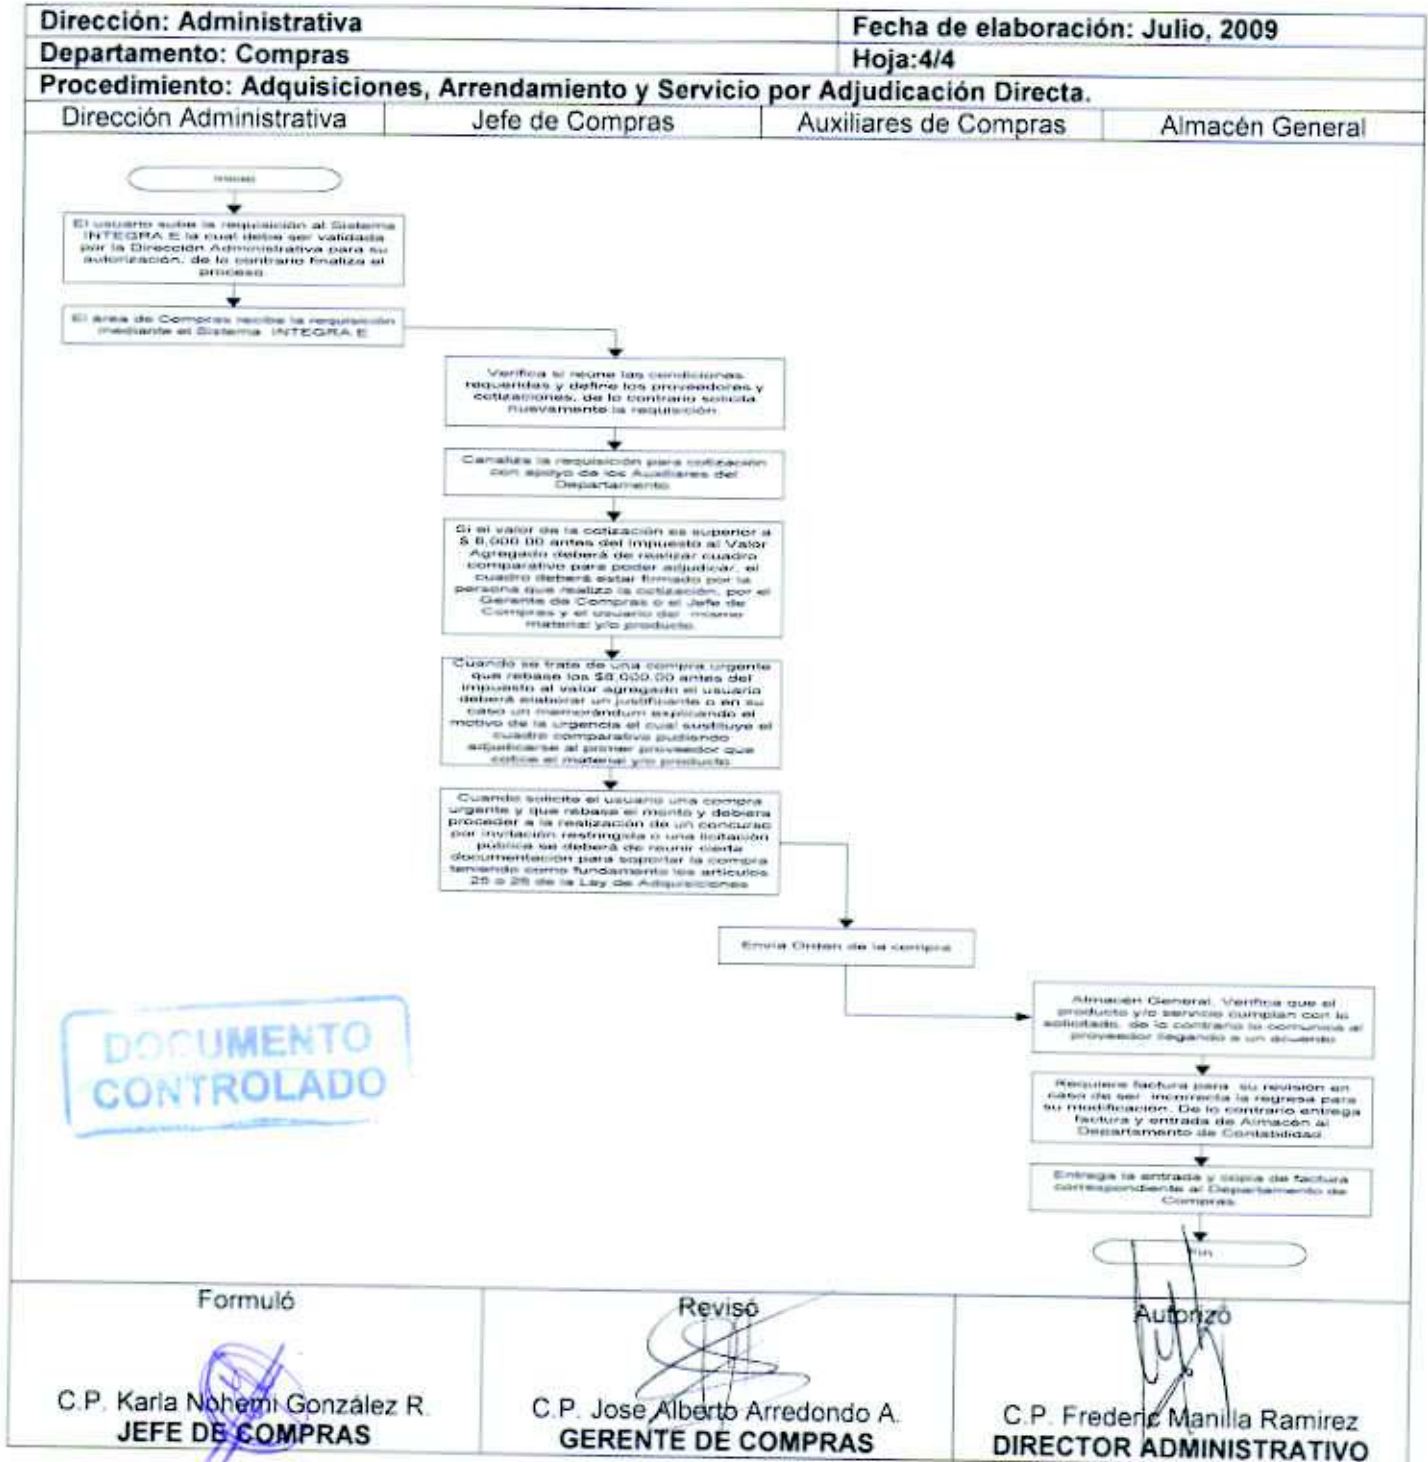 Dirección: Administrativa
Fecha de elaboración: Julio, 2009
Departamento: Compras
Hoja:4/4
Procedimiento: Adquisiciones, Arrendamiento y Servicio por Adjudicación Directa.
Dirección Administrativa
Jefe de Compras
Auxiliares de Compras
Almacén General
El usuario sube la requisición al Sistema
INTEGRA.E la cual debe ser validada
por la Dirección Administrativa para su
autorización, de lo contrario finaliza el
proceso
El área de Compras recibe la requisición
mediante el Sistema INTEGRA.E
Verifica si reúne las condiciones
requeridas y define los proveedores y
cotizaciones, de lo contrario solicita
nuevamente la requisición
Canaliza la requisición para cotización
con apoyo de los Auxiliares del
Departamento
Si el valor de la cotización es superior a
$ 8,000.00 antes del Impuesto al Valor
Agregado deberá de realizar cuadro
comparativo para poder adjudicar, el
cuadro deberá estar firmado por la
persona que realiza la cotización, por el
Gerente de Compras o el Jefe de
Compras y el usuario del mismo
material y/o producto
Cuando se trate de una compra urgente
que rebase los $8,000.00 antes del
impuesto al valor agregado el usuario
deberá elaborar un justificante o en su
caso un memorándum explicando el
motivo de la urgencia el cual sustituye el
cuadro comparativo pudiendo
adjudicarse al primer proveedor que
cotice el material y/o producto
Cuando solicite el usuario una compra
urgente y que rebase el monto y debiera
proceder a la realización de un concurso
por invitación restringida o una licitación
pública se deberá de reunir cierta
documentación para soportar la compra
teniendo como fundamento los artículos
de la Ley de Adquisiciones
Envía Orden de la compra
Almacén General. Verifica que el
producto y/o servicio cumplan con lo
solicitado, de lo contrario lo comunica al
proveedor llegando a un acuerdo
Requiere factura para su revisión en
caso de ser incorrecta la regresa para
su modificación. De lo contrario entrega
factura y entrada de Almacén al
Departamento de Contabilidad
Entrega la entrada y copia de factura
correspondiente al Departamento de
Compras
Fin
DOCUMENTO
CONTROLADO
Formuló
Revisó
Autorizó
C.P. Karla Nohemi González R.
JEFE DE COMPRAS
C.P. Jose Alberto Arredondo A.
GERENTE DE COMPRAS
C.P. Frederic Manilla Ramirez
DIRECTOR ADMINISTRATIVO